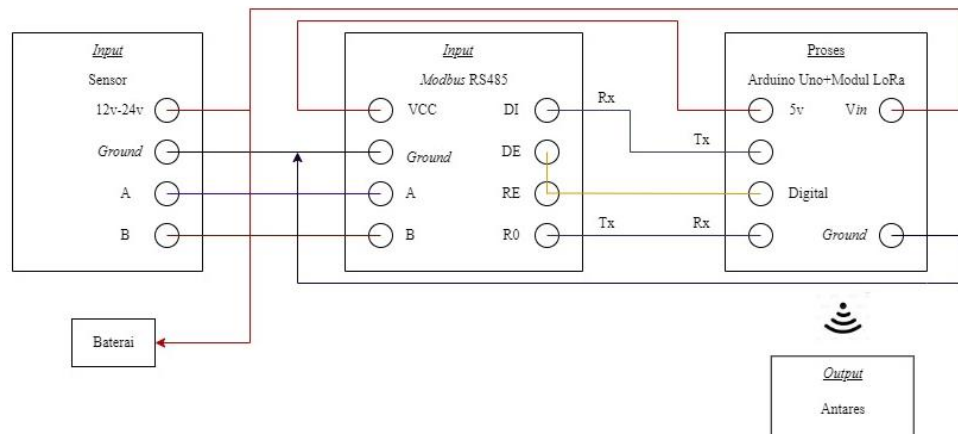 Input
Sensor
12v-24v
Ground
A
B
Input
Modbus RS485
VCC
Ground
A
B
DI
DE
RE
R0
Rx
Tx
Tx
Rx
Proses
Arduino Uno+Modul LoRa
5v
Vin
Digital
Ground
Baterai
Output
Antares